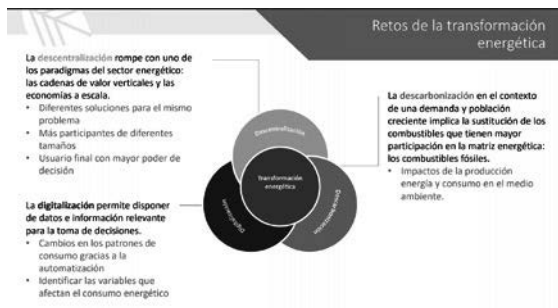 Retos de la transformación
energética
La descentralización rompe con uno de
los paradigmas del sector energético:
las cadenas de valor verticales y las
economías a escala.
• Diferentes soluciones para el mismo
problema
• Más participantes de diferentes
tamaños
• Usuario final con mayor poder de
decisión
La digitalización permite disponer
de datos e información relevante
para la toma de decisiones.
• Cambios en los patrones de
consumo gracias a la
automatización
• Identificar las variables que
afectan el consumo energético
Descentralización
Transformación
energética
Digitalización
Descarbonización
La descarbonización en el contexto
de una demanda y población
creciente implica la sustitución de los
combustibles que tienen mayor
participación en la matriz energética:
los combustibles fósiles.
• Impactos de la producción
energía y consumo en el medio
ambiente.